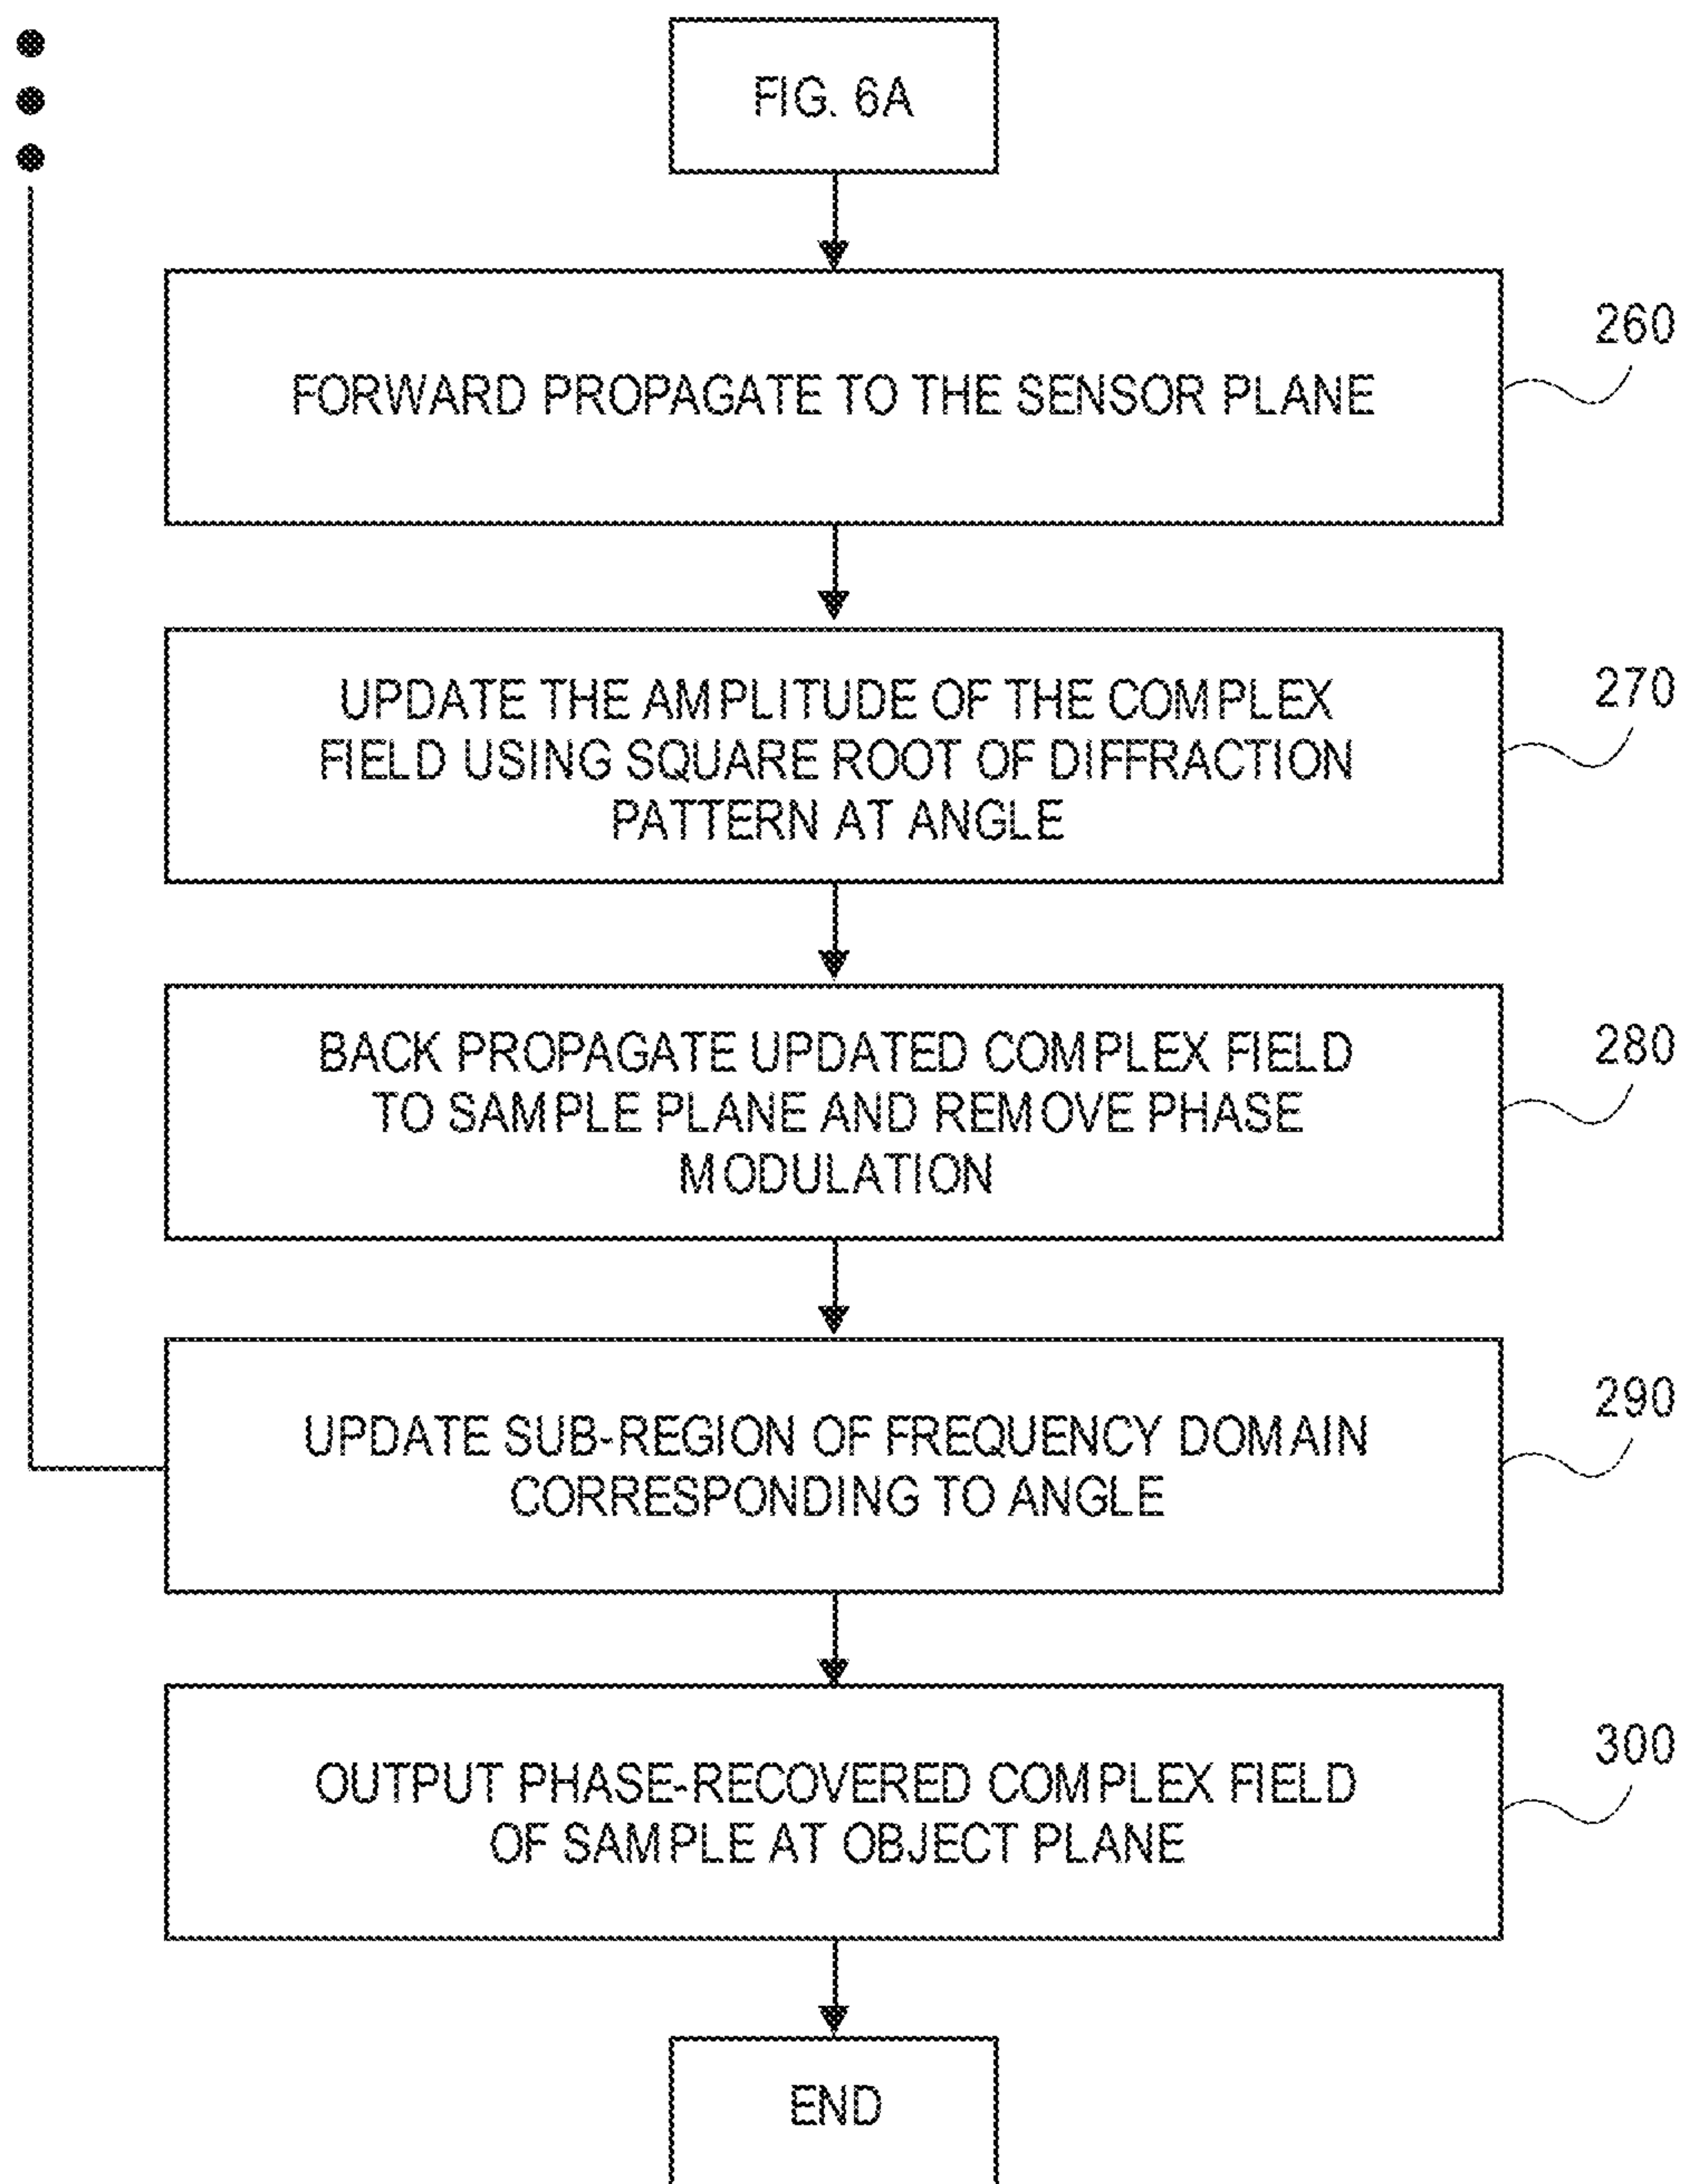 FIG. 6A
260
FORWARD PROPAGATE TO THE SENSOR PLANE
270
UPDATE THE AMPLITUDE OF THE COMPLEX
FIELD USING SQUARE ROOT OF DIFFRACTION
PATTERN AT ANGLE
280
BACK PROPAGATE UPDATED COMPLEX FIELD
TO SAMPLE PLANE AND REMOVE PHASE
MODULATION
290
UPDATE SUB-REGION OF FREQUENCY DOMAIN
CORRESPONDING TO ANGLE
300
OUTPUT PHASE-RECOVERED COMPLEX FIELD
OF SAMPLE AT OBJECT PLANE
END